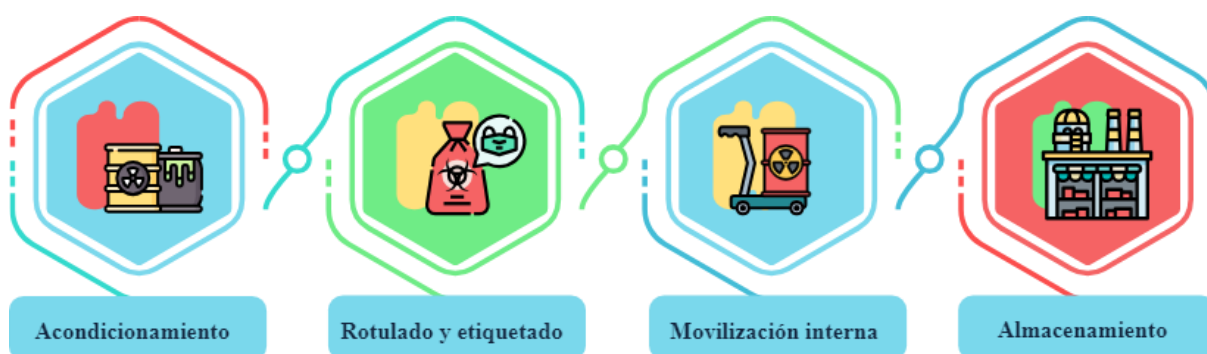 Acondicionamiento
Rotulado y etiquetado
Movilización interna
Almacenamiento